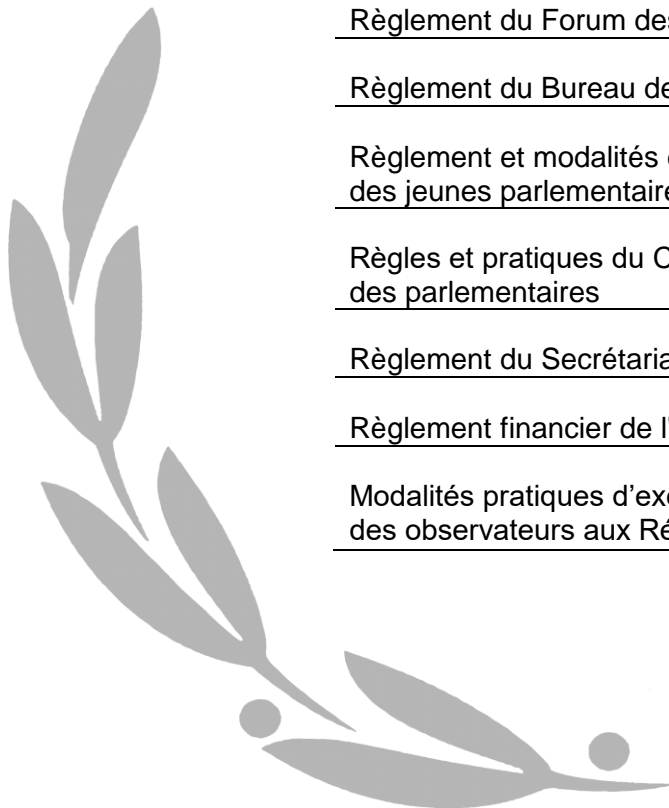 Règlement du Forum des
Règlement du Bureau de
Règlement et modalités
des jeunes parlementaire
Règles et pratiques du C
des parlementaires
Règlement du Secrétaria
Règlement financier de l'
Modalités pratiques d'exe
des observateurs aux Ré